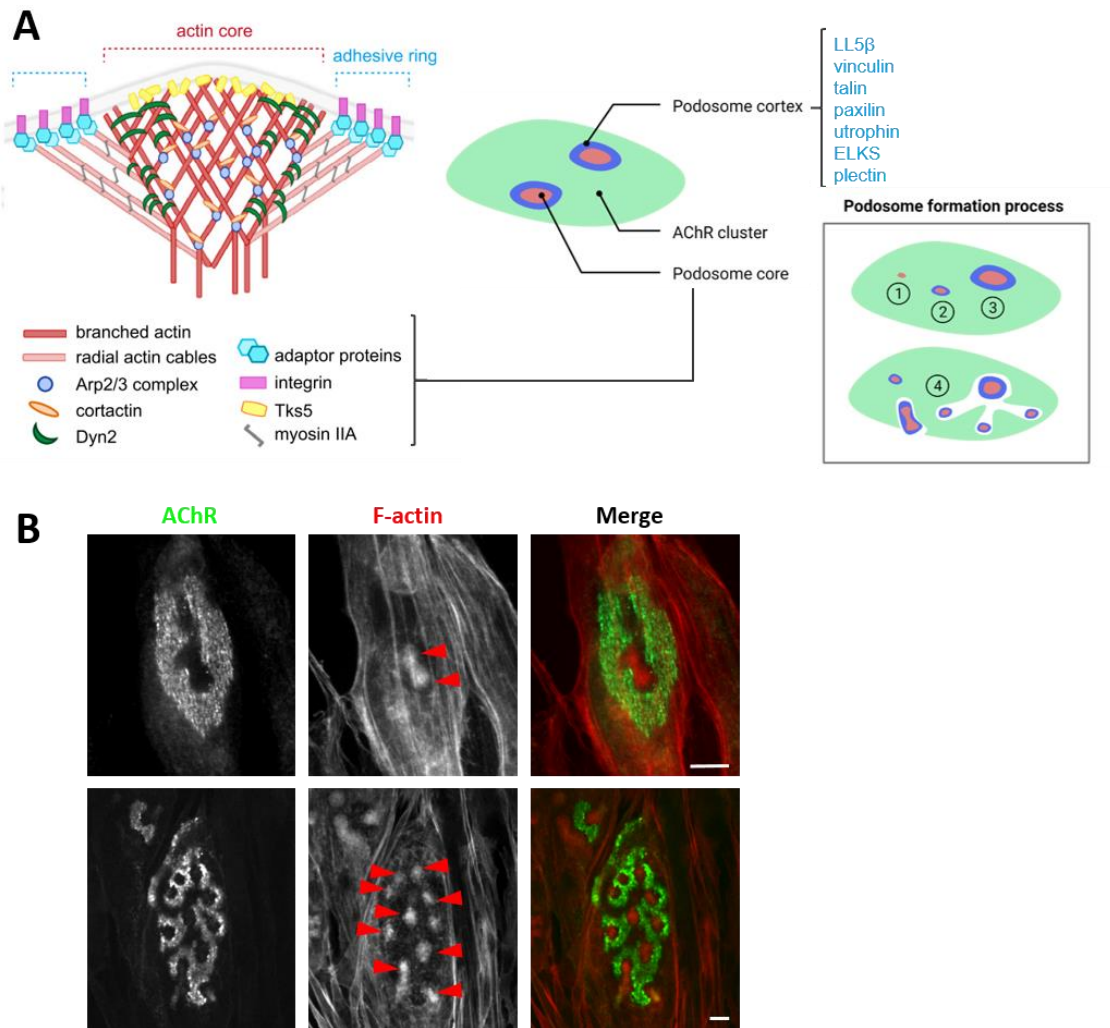 A
actin core
adhesive ring
LL5β
vinculin
talin
paxilin
utrophin
ELKS
plectin
Podosome cortex
AChR cluster
Podosome core
branched actin
radial actin cables
Arp2/3 complex
cortactin
Dyn2
adaptor proteins
integrin
Tks5
myosin IIA
Podosome formation process
1
2
3
4
B
AChR
F-actin
Merge